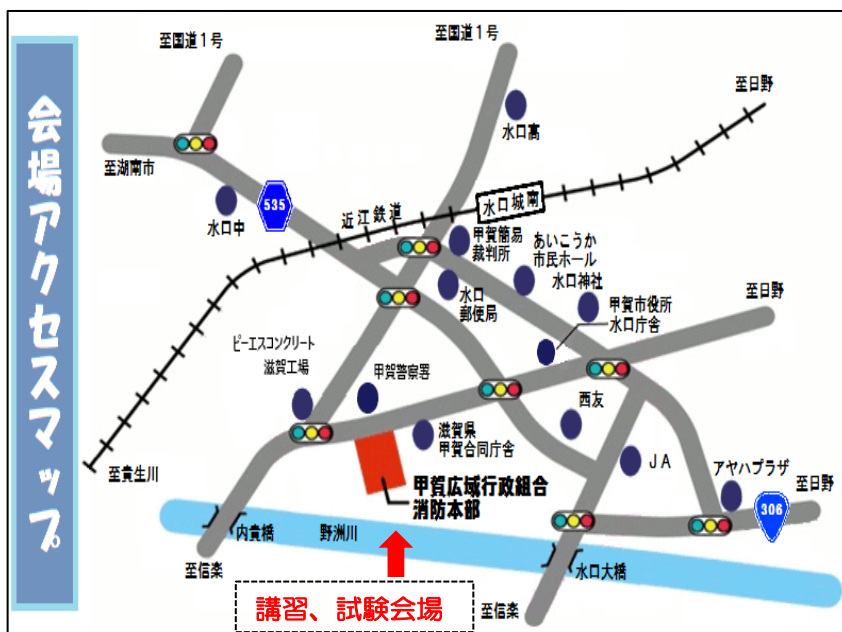 会場アクセスマップ
至国道1号
至国道1号
至日野
水口高
至湖南市
水口中
535
近江鉄道
水口城南
甲賀簡易
裁判所
あいこうか
市民ホール
水口神社
水口
郵便局
甲賀市役所
水口庁舎
至日野
ピーエスコンクリート
滋賀工場
甲賀警察署
滋賀県
甲賀合同庁舎
西友
JA
アヤハプラザ
至日野
306
至貴生川
甲賀広域行政組合
消防本部
内貴橋
野洲川
水口大橋
至信楽
至信楽
講習、試験会場